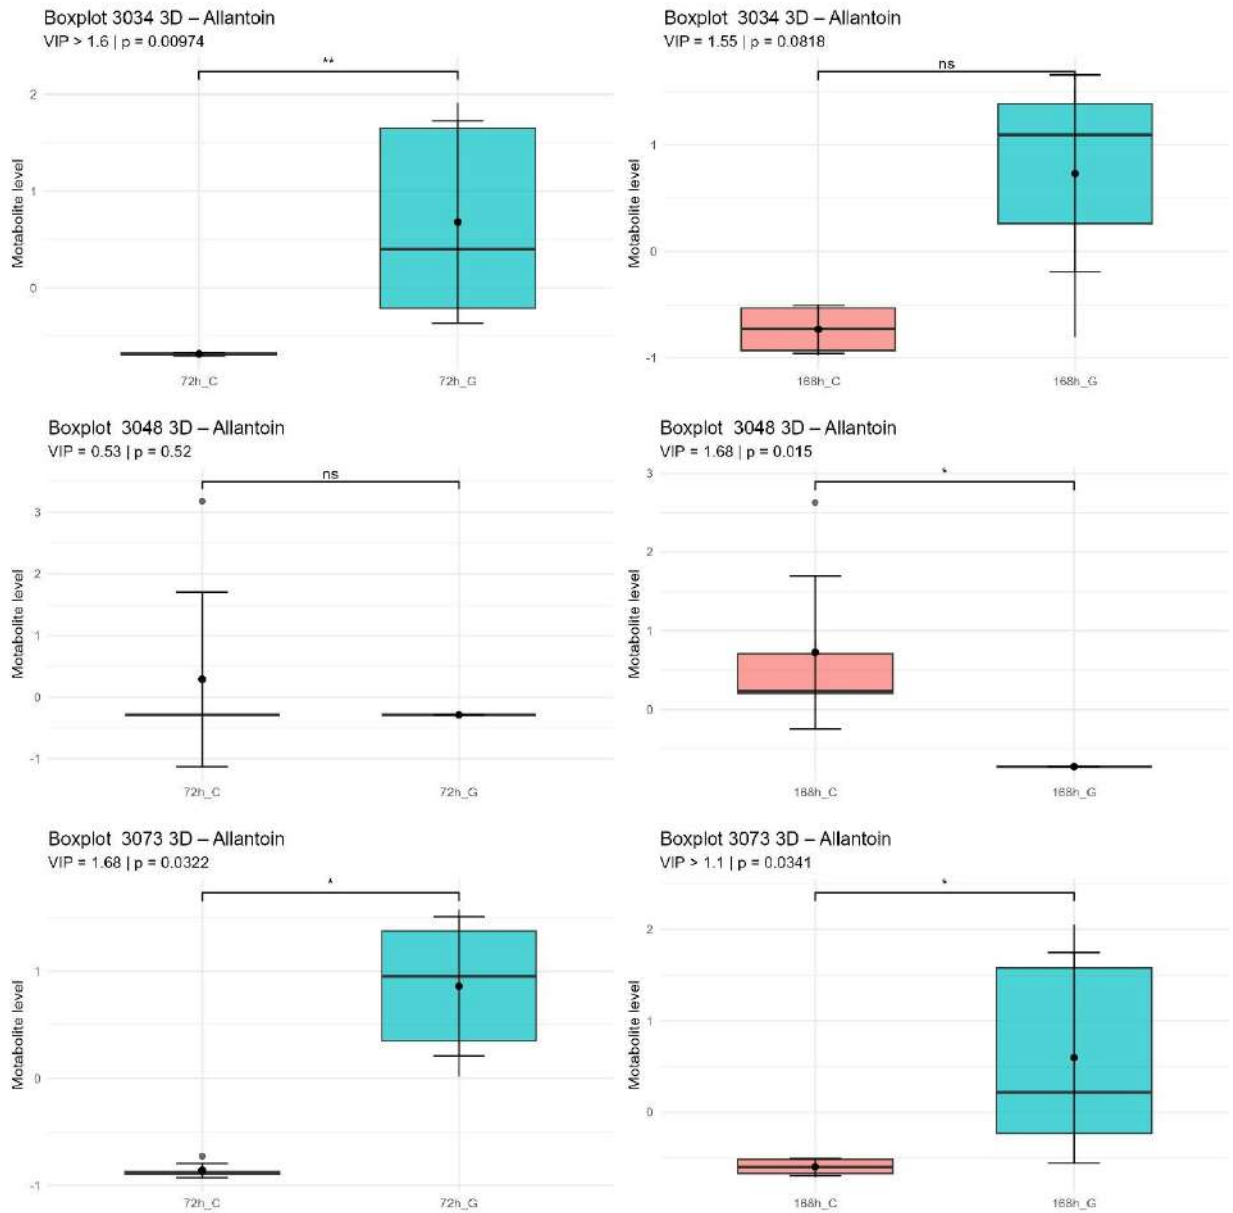 Boxplot 3034 3D – Allantoin
VIP > 1.6 | p = 0.00974
**
Motabolite level
2
1
0
72h_C
72h_G
Boxplot 3034 3D – Allantoin
VIP = 1.55 | p = 0.0818
ns
Motabolite level
1
0
-1
168h_C
168h_G
Boxplot 3048 3D – Allantoin
VIP = 0.53 | p = 0.52
ns
Motabolite level
3
2
1
0
-1
72h_C
72h_G
Boxplot 3048 3D – Allantoin
VIP = 1.68 | p = 0.015
*
Motabolite level
3
2
1
0
168h_C
168h_G
Boxplot 3073 3D – Allantoin
VIP = 1.68 | p = 0.0322
*
Motabolite level
1
0
-1
72h_C
72h_G
Boxplot 3073 3D – Allantoin
VIP > 1.1 | p = 0.0341
*
Motabolite level
2
1
0
168h_C
168h_G